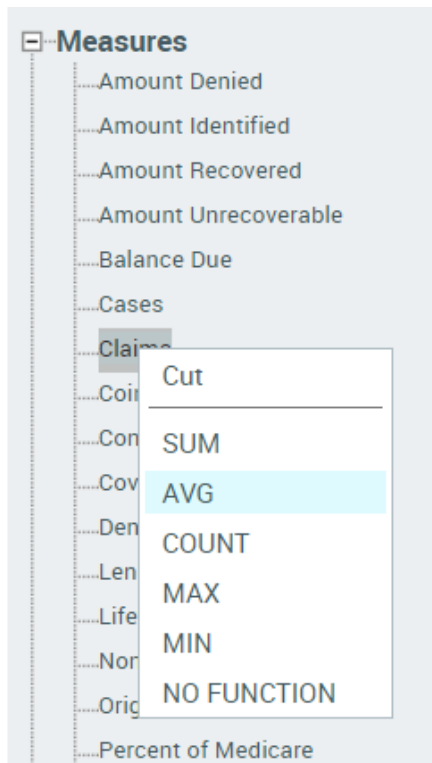 Measures
Amount Denied
Amount Identified
Amount Recovered
Amount Unrecoverable
Balance Due
Cases
Claims
Cut
SUM
AVG
COUNT
MAX
MIN
NO FUNCTION
Percent of Medicare